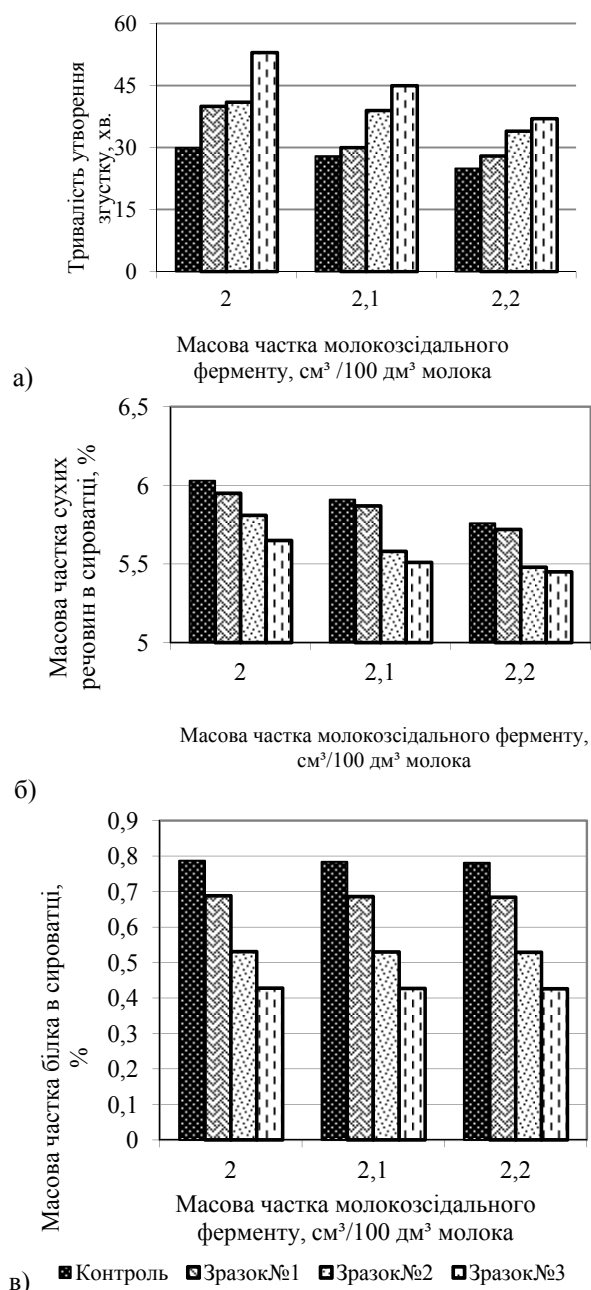 60
45
30
15
0
Тривалість утворення
згустку, хв.
2 2,1 2,2
Масова частка молокозсідального
ферменту, см³ /100 дм³ молока
а)
6,5
6
5,5
5
Масова частка сухих
речовин в сироватці, %
2 2,1 2,2
Масова частка молокозсідального ферменту,
см³/100 дм³ молока
б)
0,9
0,8
0,7
0,6
0,5
0,4
0,3
0,2
0,1
0
Масова частка білка в сироватці,
%
2 2,1 2,2
Масова частка молокозсідального
ферменту, см³/100 дм³ молока
в) Контроль Зразок№1 Зразок№2 Зразок№3